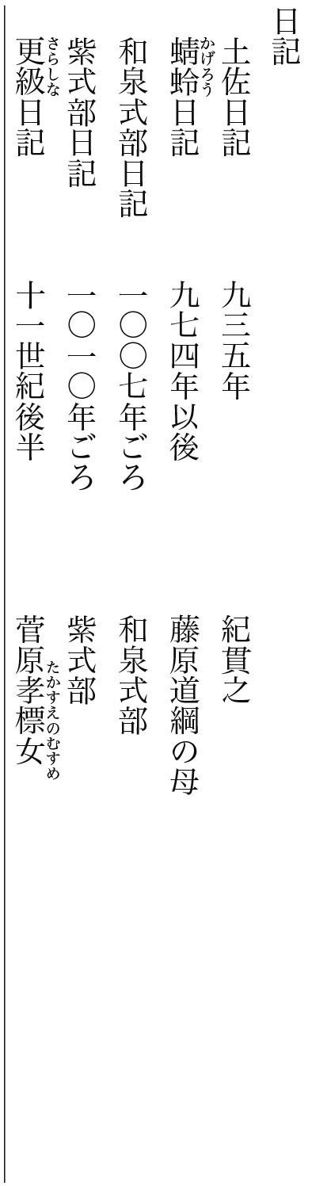 日記
土佐日記　九三五年　紀貫之
蜻蛉日記　九七四年以後　藤原道綱の母
かげろう
和泉式部日記　一〇〇七年ごろ　和泉式部
紫式部日記　一〇一〇年ごろ　紫式部
更級日記　十一世紀後半　菅原孝標女
さらしな　たかすえのむすめ